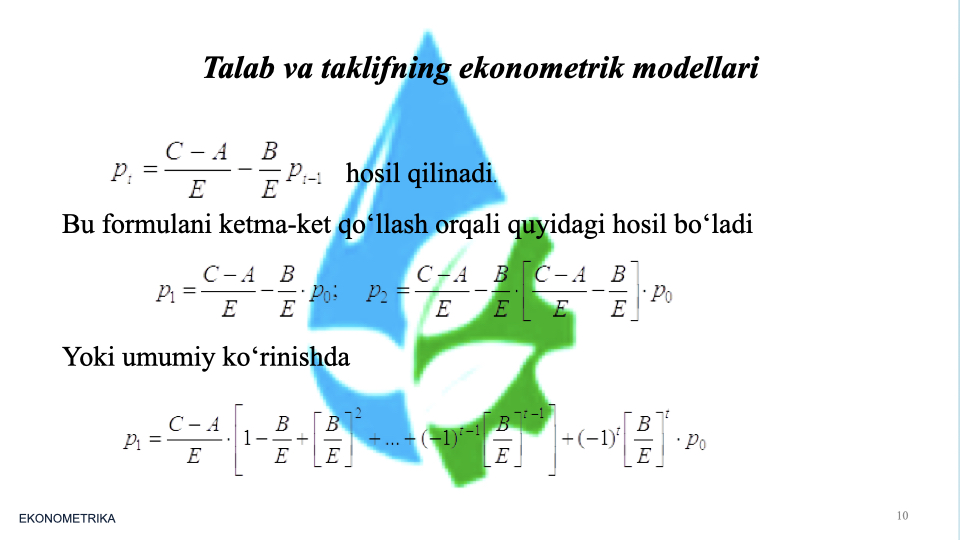 Talab va taklifning ekonometrik modellari
p_t = \frac{C - A}{E} - \frac{B}{E} p_{t-1} hosil qilinadi.
Bu formulani ketma-ket qo‘llash orqali quyidagi hosil bo‘ladi
p_1 = \frac{C - A}{E} - \frac{B}{E} \cdot p_0; p_2 = \frac{C - A}{E} - \frac{B}{E} \cdot \left[ \frac{C - A}{E} - \frac{B}{E} \right] \cdot p_0
Yoki umumiy ko‘rinishda
p_1 = \frac{C - A}{E} \cdot \left[ 1 - \frac{B}{E} + \left[ \frac{B}{E} \right]^2 + ... + (-1)^{t-1} \left[ \frac{B}{E} \right]^{t-1} \right] + (-1)^t \left[ \frac{B}{E} \right]^t \cdot p_0
EKONOMETRIKA
10